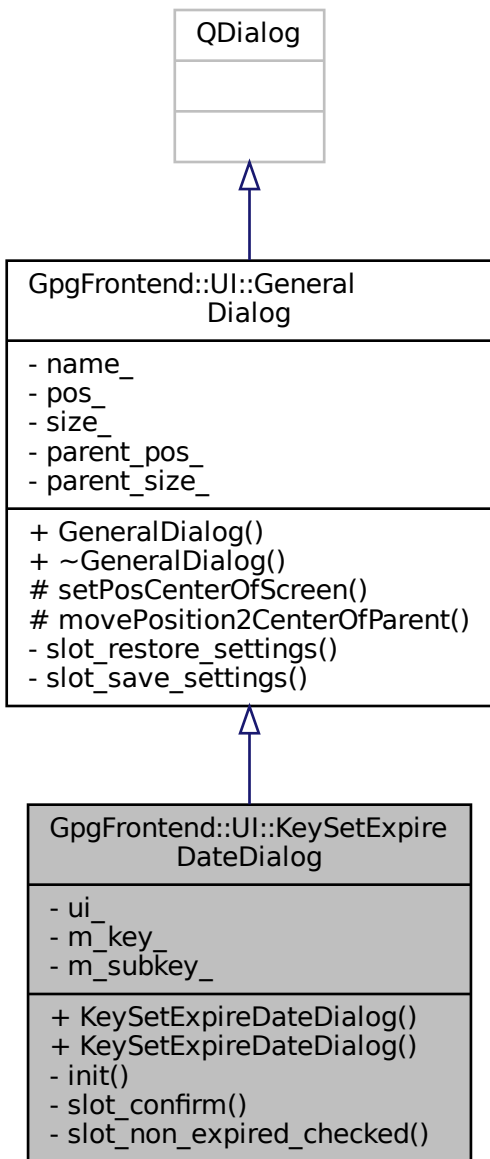 QDialog
GpgFrontend::UI::General
Dialog
- name_
- pos_
- size_
- parent_pos_
- parent_size_
+ GeneralDialog()
+ ~GeneralDialog()
# setPosCenterOfScreen()
# movePosition2CenterOfParent()
- slot_restore_settings()
- slot_save_settings()
GpgFrontend::UI::KeySetExpire
DateDialog
- ui_
- m_key_
- m_subkey_
+ KeySetExpireDateDialog()
+ KeySetExpireDateDialog()
- init()
- slot_confirm()
- slot_non_expired_checked()